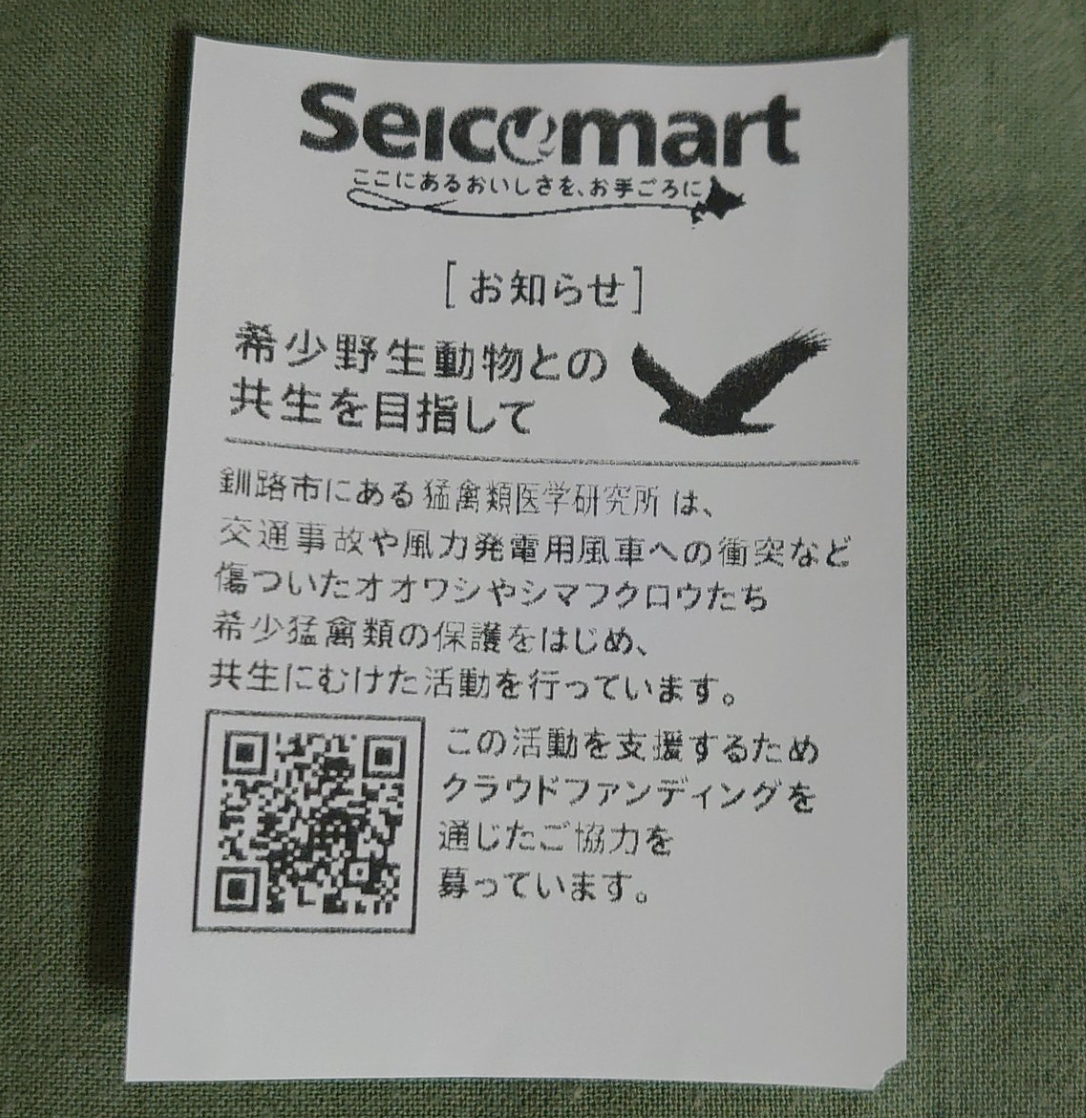 Seicomart
ここにあるおいしさを、お手ごろに
[お知らせ]
希少野生動物との
共生を目指して
釧路市にある猛禽類医学研究所は、
交通事故や風力発電用風車への衝突など
傷ついたオオワシやシマフクロウたち
希少猛禽類の保護をはじめ、
共生にむけた活動を行っています。
この活動を支援するため
クラウドファンディングを
通じたご協力を
募っています。